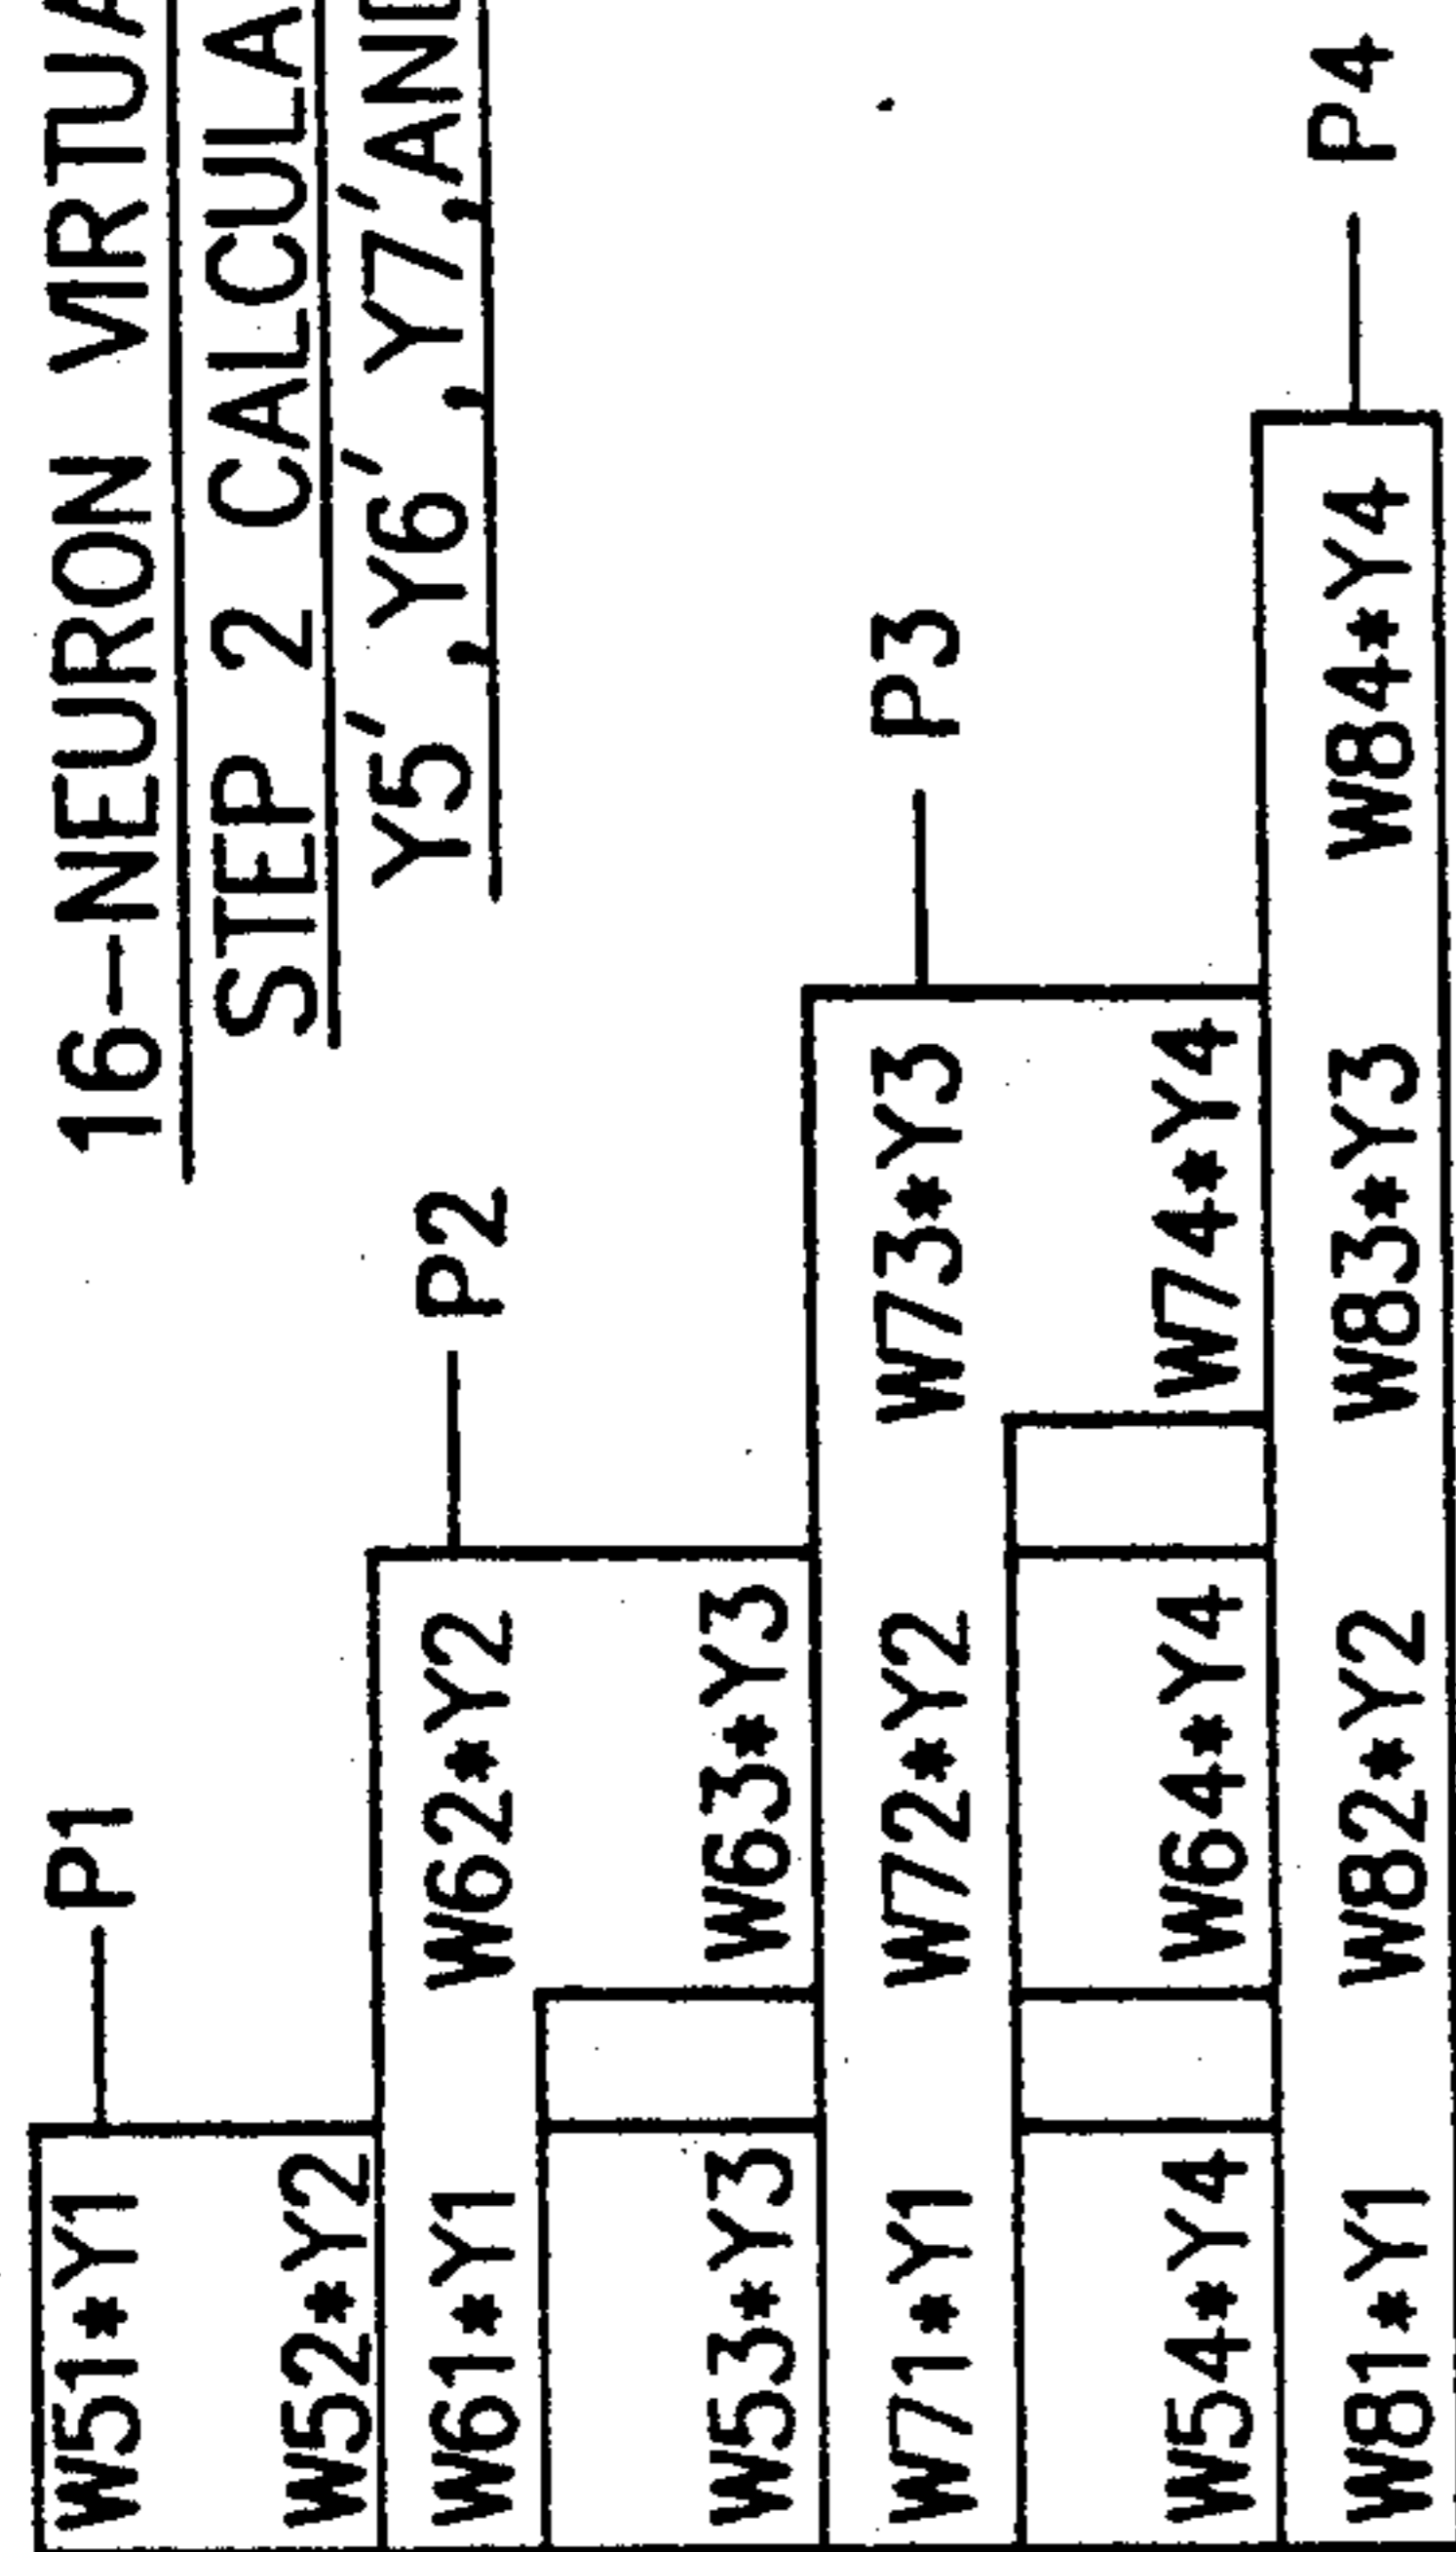 16-NEURON VIRTUA
STEP 2 CALCULA
Y5', Y6', Y7', AND
W51*Y1 P1
W52*Y2
W61*Y1 W62*Y2 P2
W53*Y3 W63*Y3
W71*Y1 W72*Y2 W73*Y3 P3
W54*Y4 W64*Y4 W74*Y4
W81*Y1 W82*Y2 W83*Y3 W84*Y4 P4